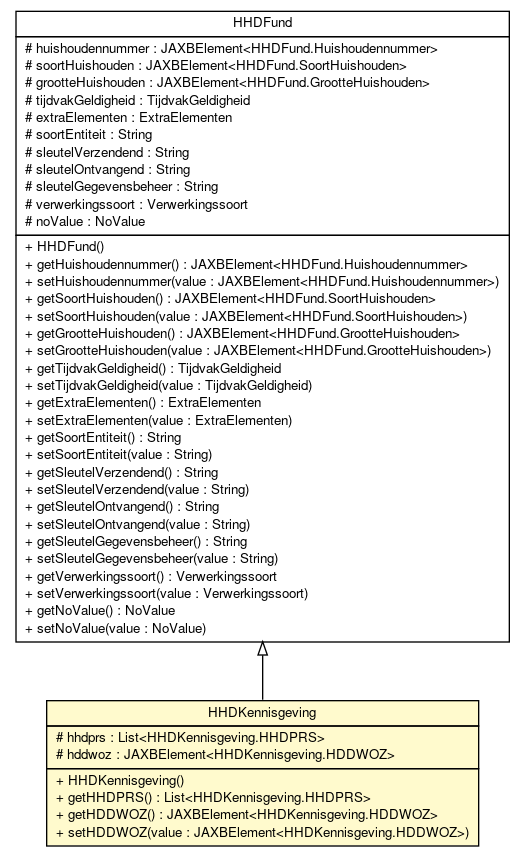 HHDFund
# huishoudennummer : JAXBElement<HHDFund.Huishoudennummer>
# soortHuishouden : JAXBElement<HHDFund.SoortHuishouden>
# grootteHuishouden : JAXBElement<HHDFund.GrootteHuishouden>
# tijdvakGeldigheid : TijdvakGeldigheid
# extraElementen : ExtraElementen
# soortEntiteit : String
# sleutelVerzendend : String
# sleutelOntvangend : String
# sleutelGegevensbeheer : String
# verwerkingssoort : Verwerkingssoort
# noValue : NoValue
+ HHDFund()
+ getHuishoudennummer() : JAXBElement<HHDFund.Huishoudennummer>
+ setHuishoudennummer(value : JAXBElement<HHDFund.Huishoudennummer>)
+ getSoortHuishouden() : JAXBElement<HHDFund.SoortHuishouden>
+ setSoortHuishouden(value : JAXBElement<HHDFund.SoortHuishouden>)
+ getGrootteHuishouden() : JAXBElement<HHDFund.GrootteHuishouden>
+ setGrootteHuishouden(value : JAXBElement<HHDFund.GrootteHuishouden>)
+ getTijdvakGeldigheid() : TijdvakGeldigheid
+ setTijdvakGeldigheid(value : TijdvakGeldigheid)
+ getExtraElementen() : ExtraElementen
+ setExtraElementen(value : ExtraElementen)
+ getSoortEntiteit() : String
+ setSoortEntiteit(value : String)
+ getSleutelVerzendend() : String
+ setSleutelVerzendend(value : String)
+ getSleutelOntvangend() : String
+ setSleutelOntvangend(value : String)
+ getSleutelGegevensbeheer() : String
+ setSleutelGegevensbeheer(value : String)
+ getVerwerkingssoort() : Verwerkingssoort
+ setVerwerkingssoort(value : Verwerkingssoort)
+ getNoValue() : NoValue
+ setNoValue(value : NoValue)
HHDKennisgeving
# hhdprs : List<HHDKennisgeving.HHDPRS>
# hddwoz : JAXBElement<HHDKennisgeving.HDDWOZ>
+ HHDKennisgeving()
+ getHHDPRS() : List<HHDKennisgeving.HHDPRS>
+ getHDDWOZ() : JAXBElement<HHDKennisgeving.HDDWOZ>
+ setHDDWOZ(value : JAXBElement<HHDKennisgeving.HDDWOZ>)